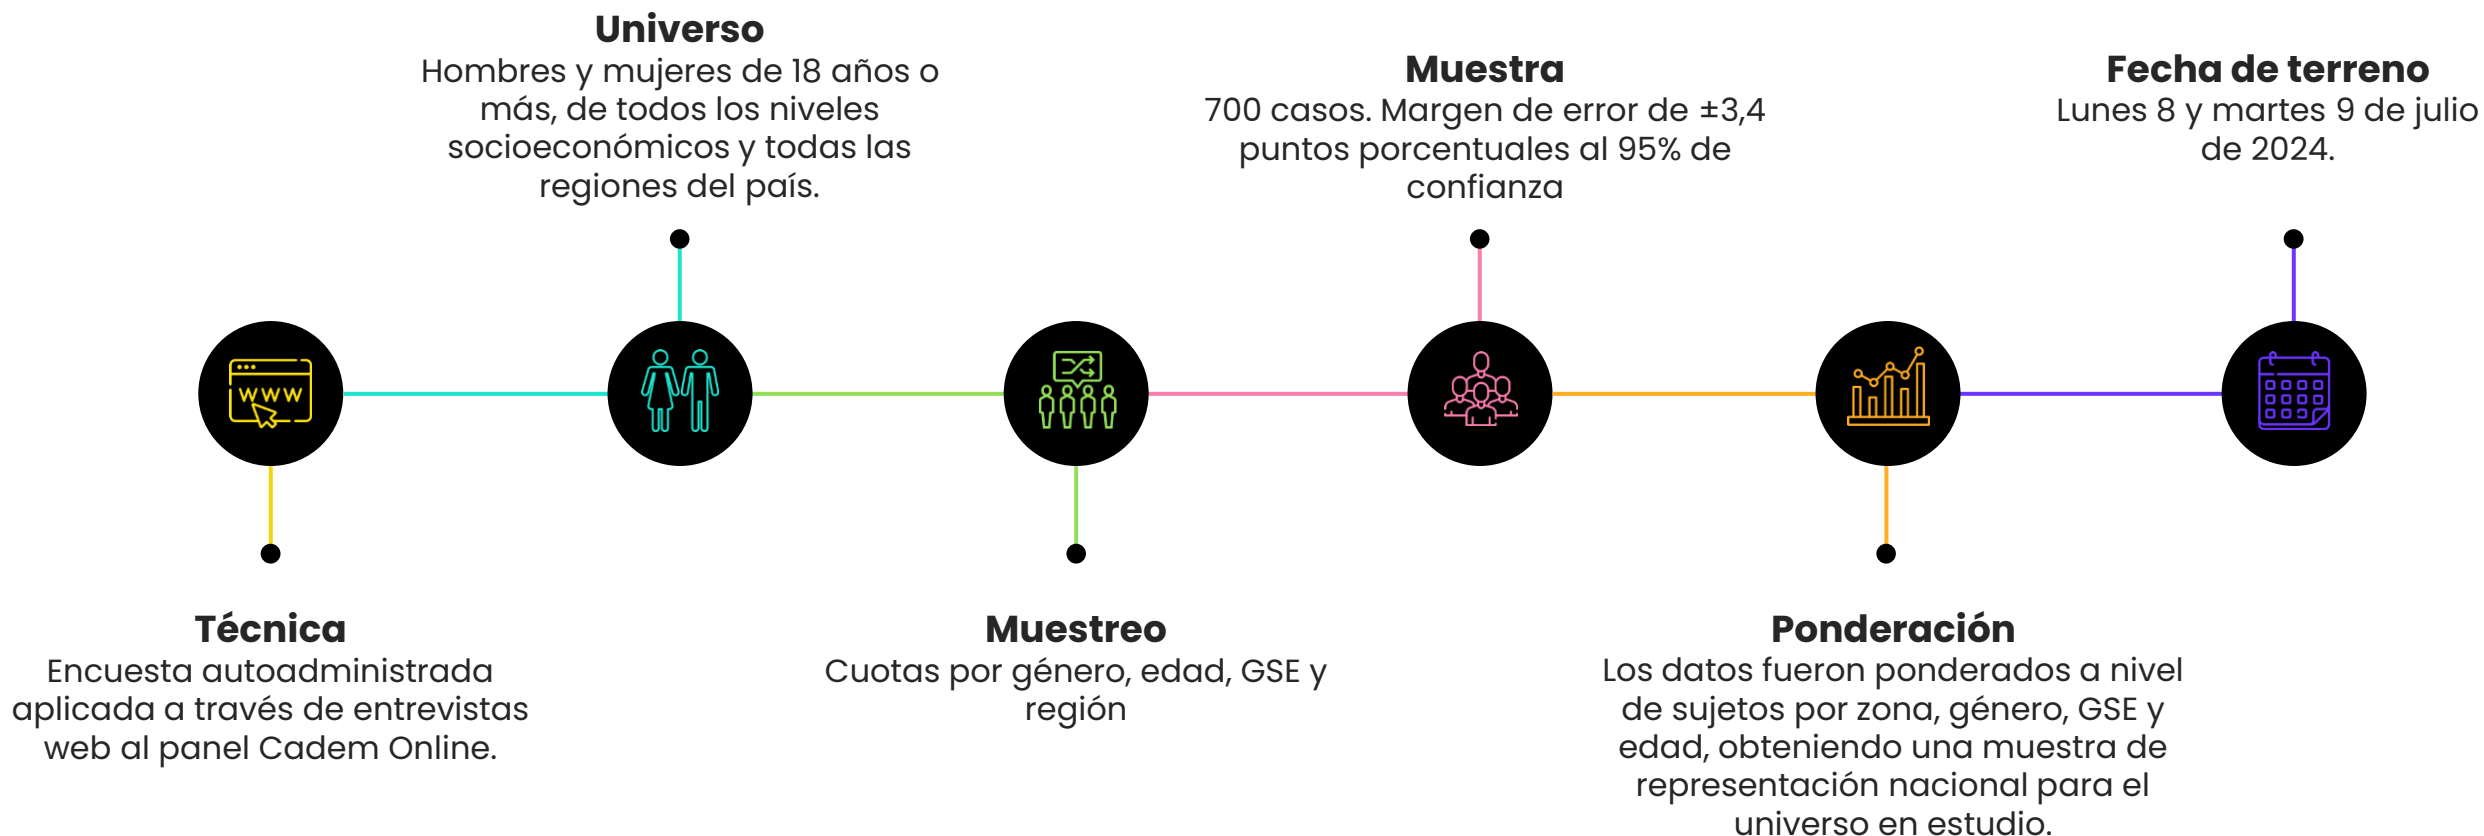 Universo
Hombres y mujeres de 18 años o
más, de todos los niveles
socioeconómicos y todas las
regiones del país.
Muestra
700 casos. Margen de error de ±3,4
puntos porcentuales al 95% de
confianza
Fecha de terreno
Lunes 8 y martes 9 de julio
de 2024.
WWW
Técnica
Encuesta autoadministrada
aplicada a través de entrevistas
web al panel Cadem Online.
Muestreo
Cuotas por género, edad, GSE y
región
Ponderación
Los datos fueron ponderados a nivel
de sujetos por zona, género, GSE y
edad, obteniendo una muestra de
representación nacional para el
universo en estudio.